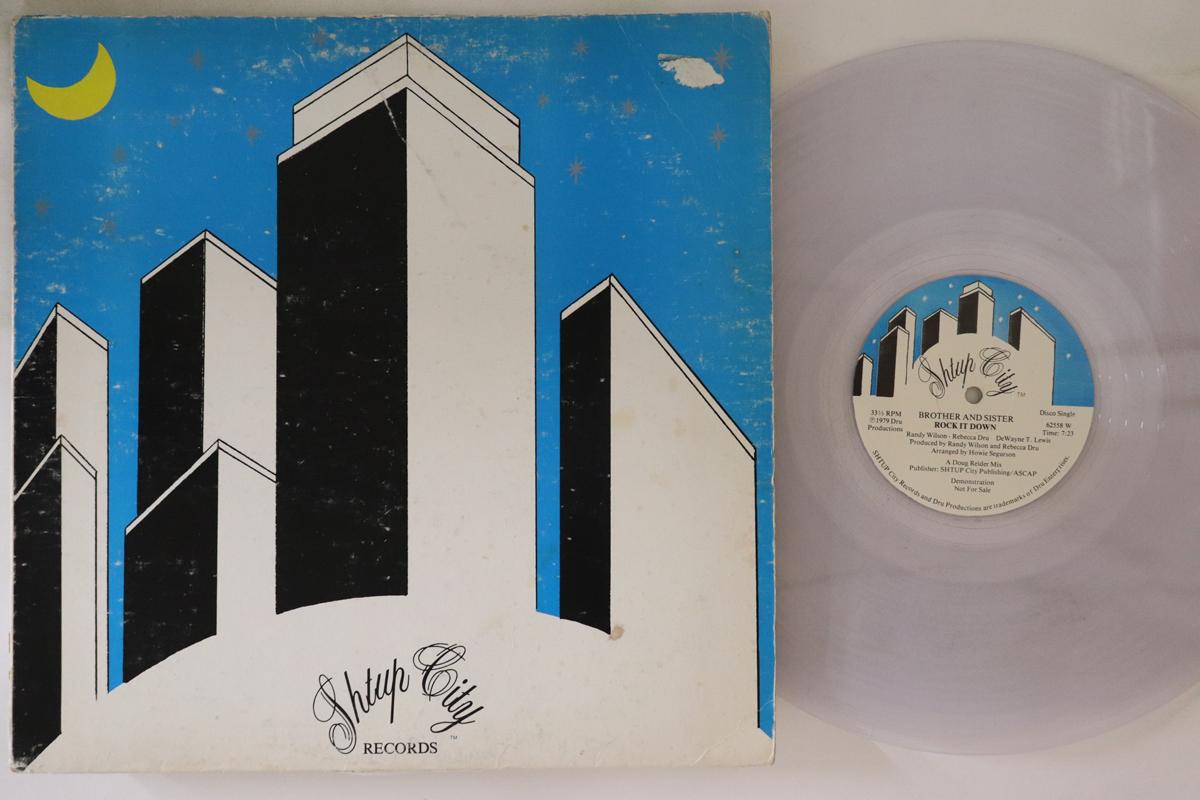 Shtup City
TM
RECORDS
Shtup City
TM
33⅓ RPM
℗1979 Dru
Productions
BROTHER AND SISTER
ROCK IT DOWN
Disco Single
62558 W
Time: 7:23
Randy Wilson - Rebecca Dru DeWayne T. Lewis
Produced by Randy Wilson and Rebecca Dru
Arranged by Howie Segurson
A Doug Reider Mix
Publisher: SHTUP City Publishing/ASCAP
Demonstration
Not For Sale
SHTUP City Records and Dru Productions are trademarks of Dru Enterprises.